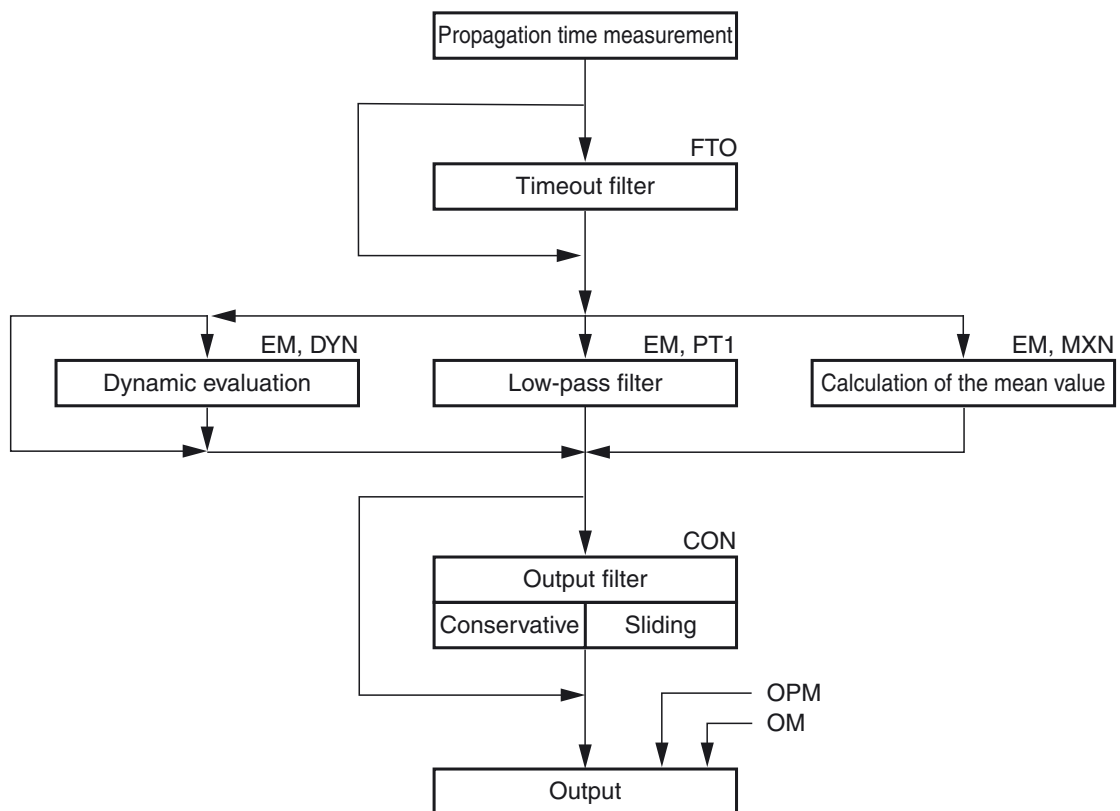 Propagation time measurement
FTO
Timeout filter
EM, DYN
Dynamic evaluation
EM, PT1
Low-pass filter
EM, MXN
Calculation of the mean value
CON
Output filter
Conservative
Sliding
OPM
OM
Output